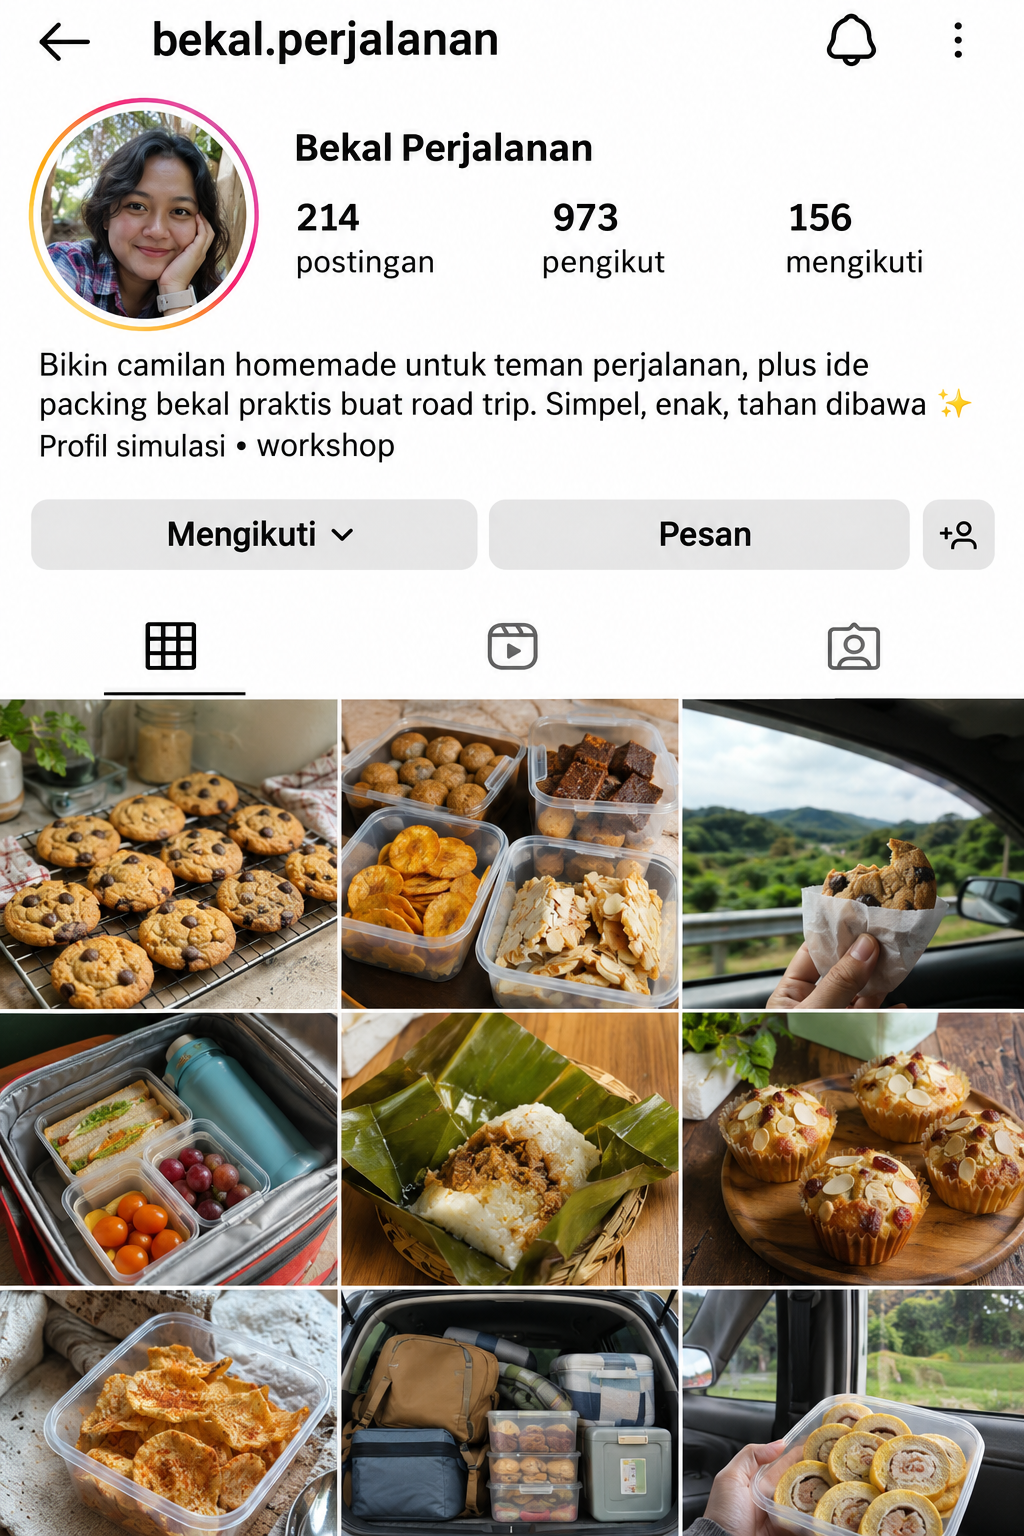 bekal.perjalanan
Bekal Perjalanan
214 973 156
postingan pengikut mengikuti
Bikin camilan homemade untuk teman perjalanan, plus ide
packing bekal praktis buat road trip. Simpel, enak, tahan dibawa ✨
Profil simulasi • workshop
Mengikuti Pesan